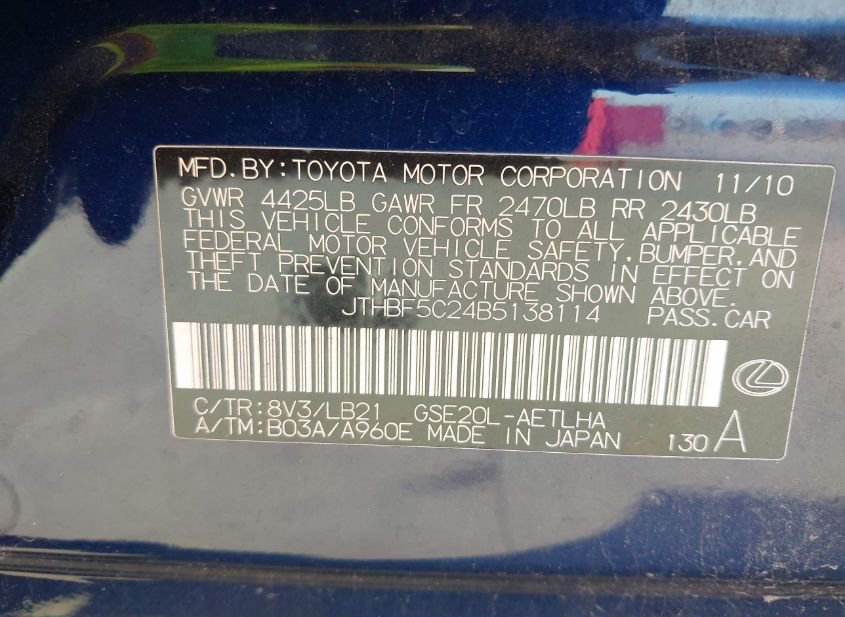 MFD.BY:TOYOTA MOTOR CORPORATION 11/10
GVWR 4425LB GAWR FR 2470LB RR 2430LB
THIS VEHICLE CONFORMS TO ALL APPLICABLE
FEDERAL MOTOR VEHICLE SAFETY,BUMPER,AND
THEFT PREVENTION STANDARDS IN EFFECT ON
THE DATE OF MANUFACTURE SHOWN ABOVE.
JTHBF5C24B5138114 PASS.CAR
C/TR:8V3/LB21 GSE20L-AETLHA
A/TM:B03A/A960E MADE IN JAPAN 130 A